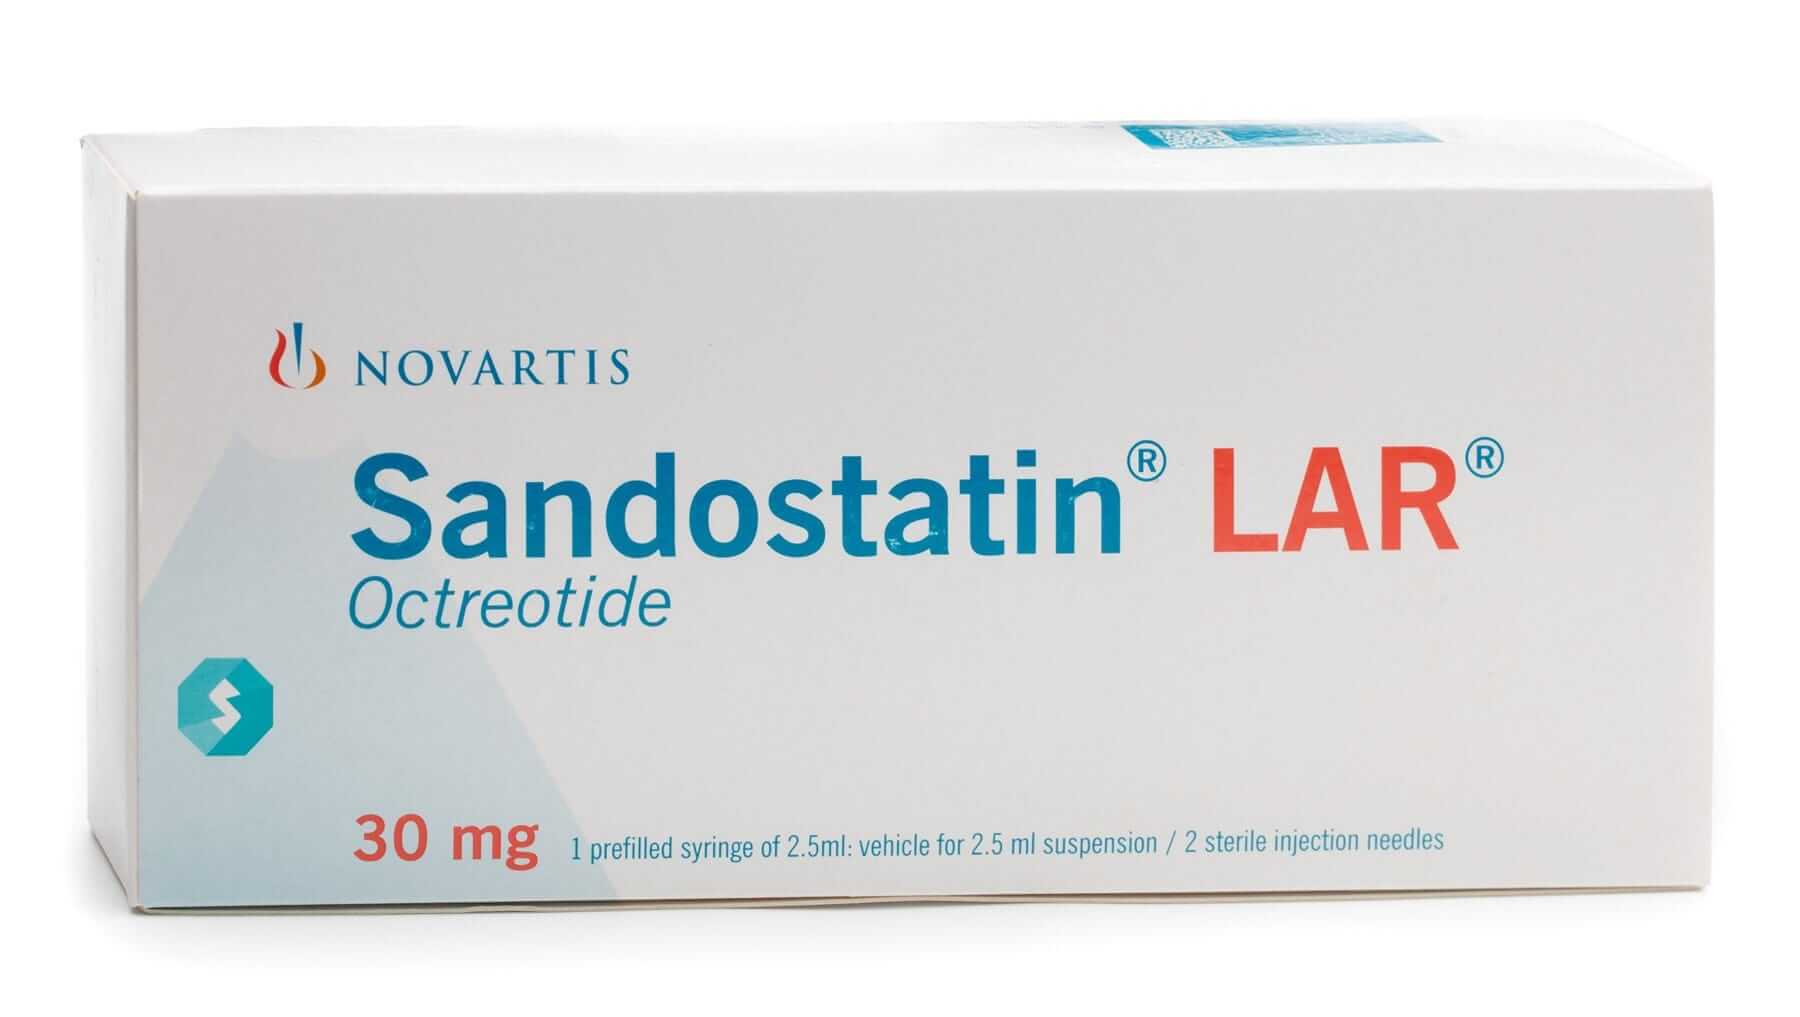 NOVARTIS
Sandostatin® LAR®
Octreotide
30 mg 1 prefilled syringe of 2.5ml: vehicle for 2.5 ml suspension / 2 sterile injection needles